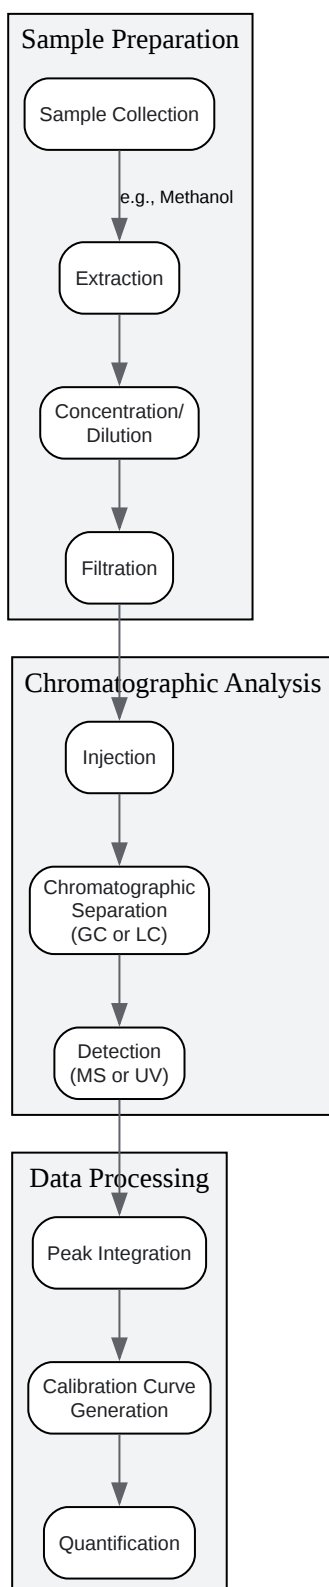 Sample Preparation
Sample Collection
e.g., Methanol
Extraction
Concentration/
Dilution
Filtration
Chromatographic Analysis
Injection
Chromatographic
Separation
(GC or LC)
Detection
(MS or UV)
Data Processing
Peak Integration
Calibration Curve
Generation
Quantification